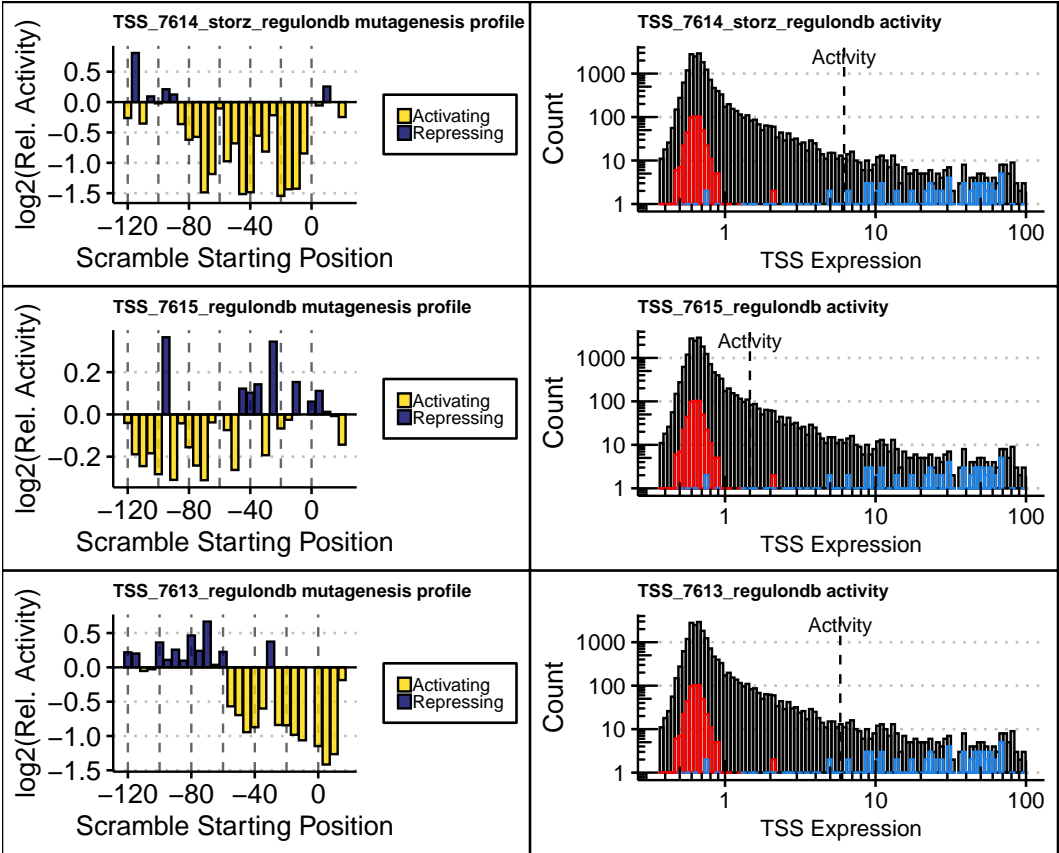 TSS_7614_storz_regulondb mutagenesis profile
log2(Rel. Activity)
0.5
0.0
−0.5
−1.0
−1.5
−120 −80 −40 0
Scramble Starting Position
Activating
Repressing
TSS_7614_storz_regulondb activity
Activity
Count
1000
100
10
1
1 10 100
TSS Expression
TSS_7615_regulondb mutagenesis profile
log2(Rel. Activity)
0.2
0.0
−0.2
−120 −80 −40 0
Scramble Starting Position
Activating
Repressing
TSS_7615_regulondb activity
Activity
Count
1000
100
10
1
1 10 100
TSS Expression
TSS_7613_regulondb mutagenesis profile
log2(Rel. Activity)
0.5
0.0
−0.5
−1.0
−1.5
−120 −80 −40 0
Scramble Starting Position
Activating
Repressing
TSS_7613_regulondb activity
Activity
Count
1000
100
10
1
1 10 100
TSS Expression